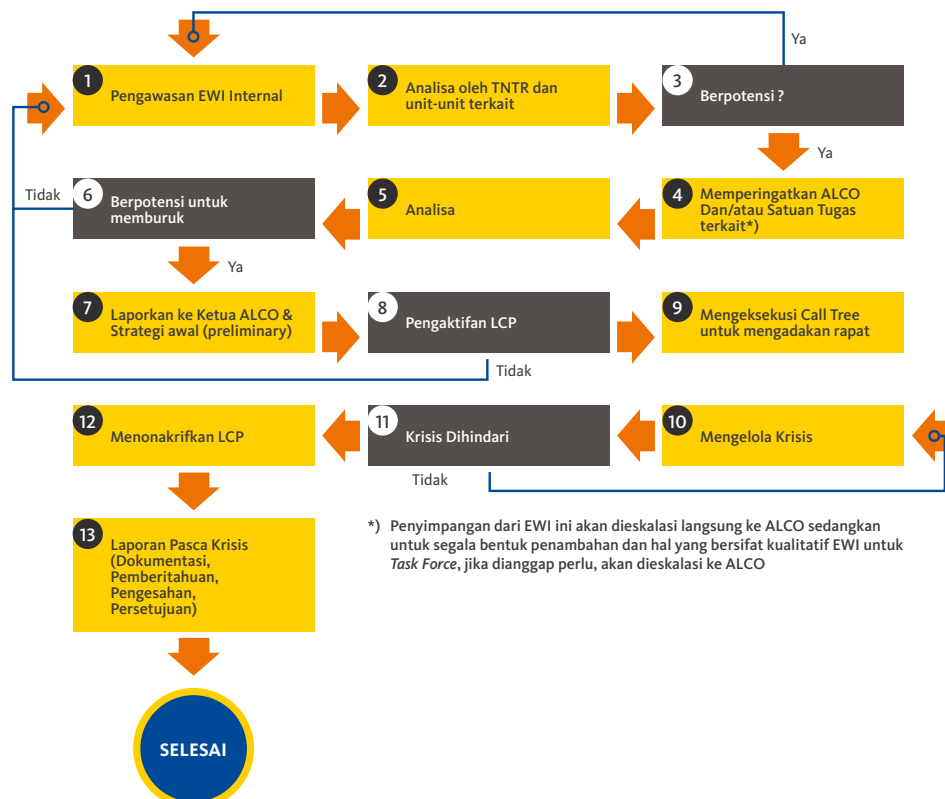 Ya
1
Pengawasan EWI Internal
2
Analisa oleh TNTR dan
unit-unit terkait
3
Berpotensi ?
Ya
4
Memperingatkan ALCO
Dan/atau Satuan Tugas
terkait*)
5
Analisa
6
Berpotensi untuk
memburuk
Tidak
Ya
7
Laporkan ke Ketua ALCO &
Strategi awal (preliminary)
8
Pengaktifan LCP
9
Mengeksekusi Call Tree
untuk mengadakan rapat
Tidak
10
Mengelola Krisis
11
Krisis Dihindari
12
Menonakrifkan LCP
Tidak
13
Laporan Pasca Krisis
(Dokumentasi,
Pemberitahuan,
Pengesahan,
Persetujuan)
*) Penyimpangan dari EWI ini akan dieskalasi langsung ke ALCO sedangkan
untuk segala bentuk penambahan dan hal yang bersifat kualitatif EWI untuk
Task Force, jika dianggap perlu, akan dieskalasi ke ALCO
SELESAI